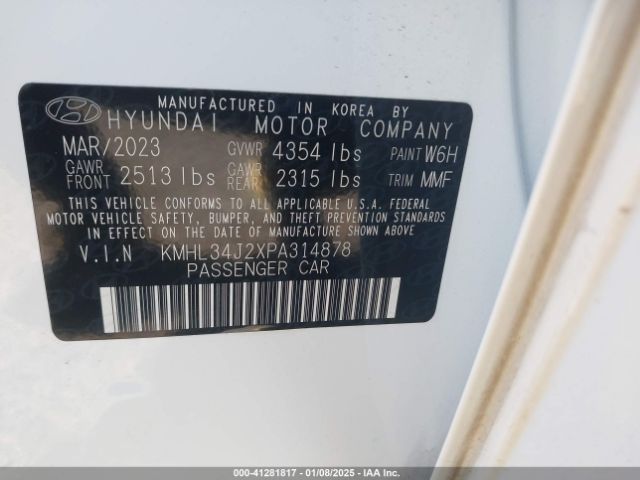 MANUFACTURED IN KOREA BY
HYUNDAI MOTOR COMPANY
MAR/2023 GVWR 4354 lbs PAINT W6H
GAWR FRONT 2513 lbs GAWR REAR 2315 lbs TRIM MMF
THIS VEHICLE CONFORMS TO ALL APPLICABLE U.S.A. FEDERAL
MOTOR VEHICLE SAFETY, BUMPER, AND THEFT PREVENTION STANDARDS
IN EFFECT ON THE DATE OF MANUFACTURE SHOWN ABOVE.
V.I.N KMHL34J2XPA314878
PASSENGER CAR
000-41281817 - 01/08/2025 - IAA Inc.